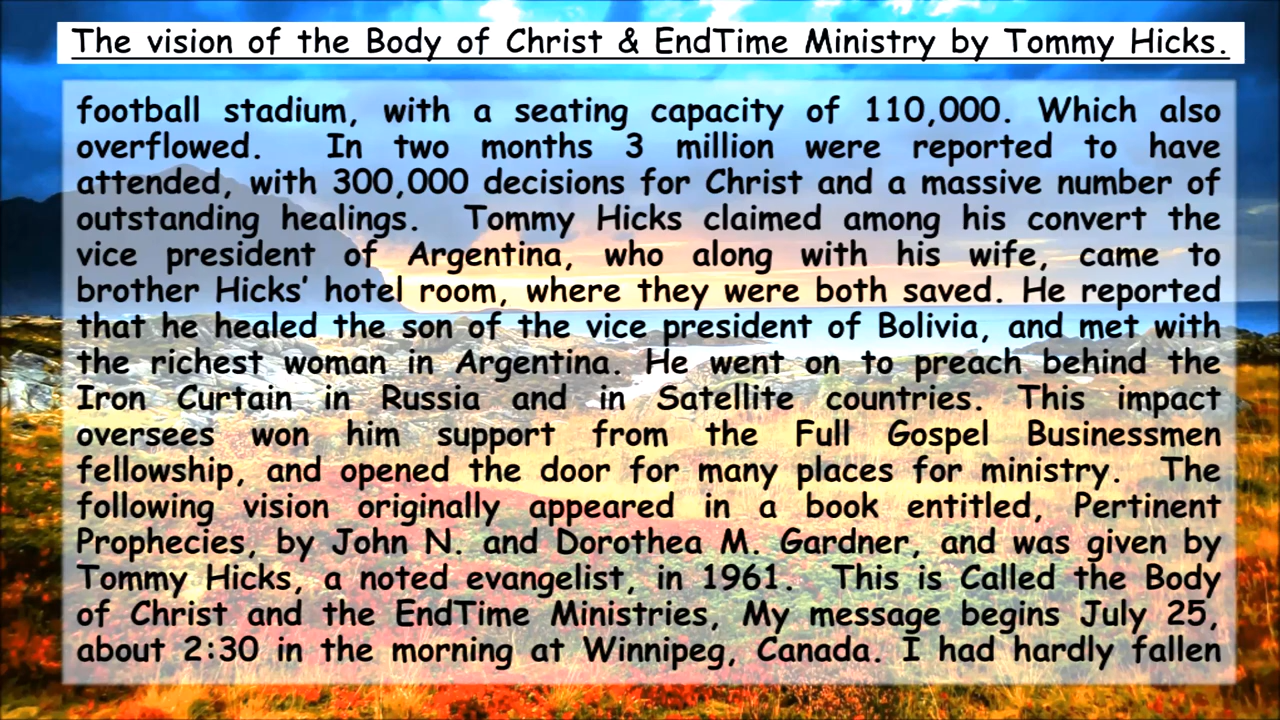 The vision of the Body of Christ & EndTime Ministry by Tommy Hicks.
football stadium, with a seating capacity of 110,000. Which also
overflowed. In two months 3 million were reported to have
attended, with 300,000 decisions for Christ and a massive number of
outstanding healings. Tommy Hicks claimed among his convert the
vice president of Argentina, who along with his wife, came to
brother Hicks’ hotel room, where they were both saved. He reported
that he healed the son of the vice president of Bolivia, and met with
the richest woman in Argentina. He went on to preach behind the
Iron Curtain in Russia and in Satellite countries. This impact
oversees won him support from the Full Gospel Businessmen
fellowship, and opened the door for many places for ministry. The
following vision originally appeared in a book entitled, Pertinent
Prophecies, by John N. and Dorothea M. Gardner, and was given by
Tommy Hicks, a noted evangelist, in 1961. This is Called the Body
of Christ and the EndTime Ministries, My message begins July 25,
about 2:30 in the morning at Winnipeg, Canada. I had hardly fallen